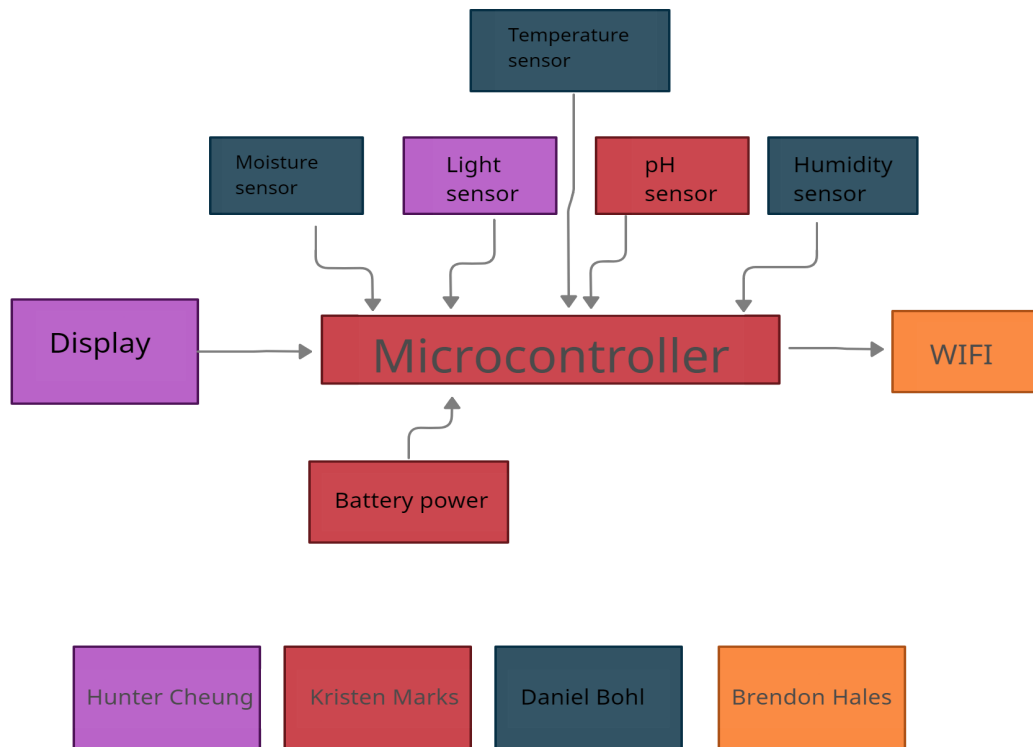 Temperature
sensor
Moisture
sensor
Light
sensor
pH
sensor
Humidity
sensor
Display
Microcontroller
WIFI
Battery power
Hunter Cheung
Kristen Marks
Daniel Bohl
Brendon Hales